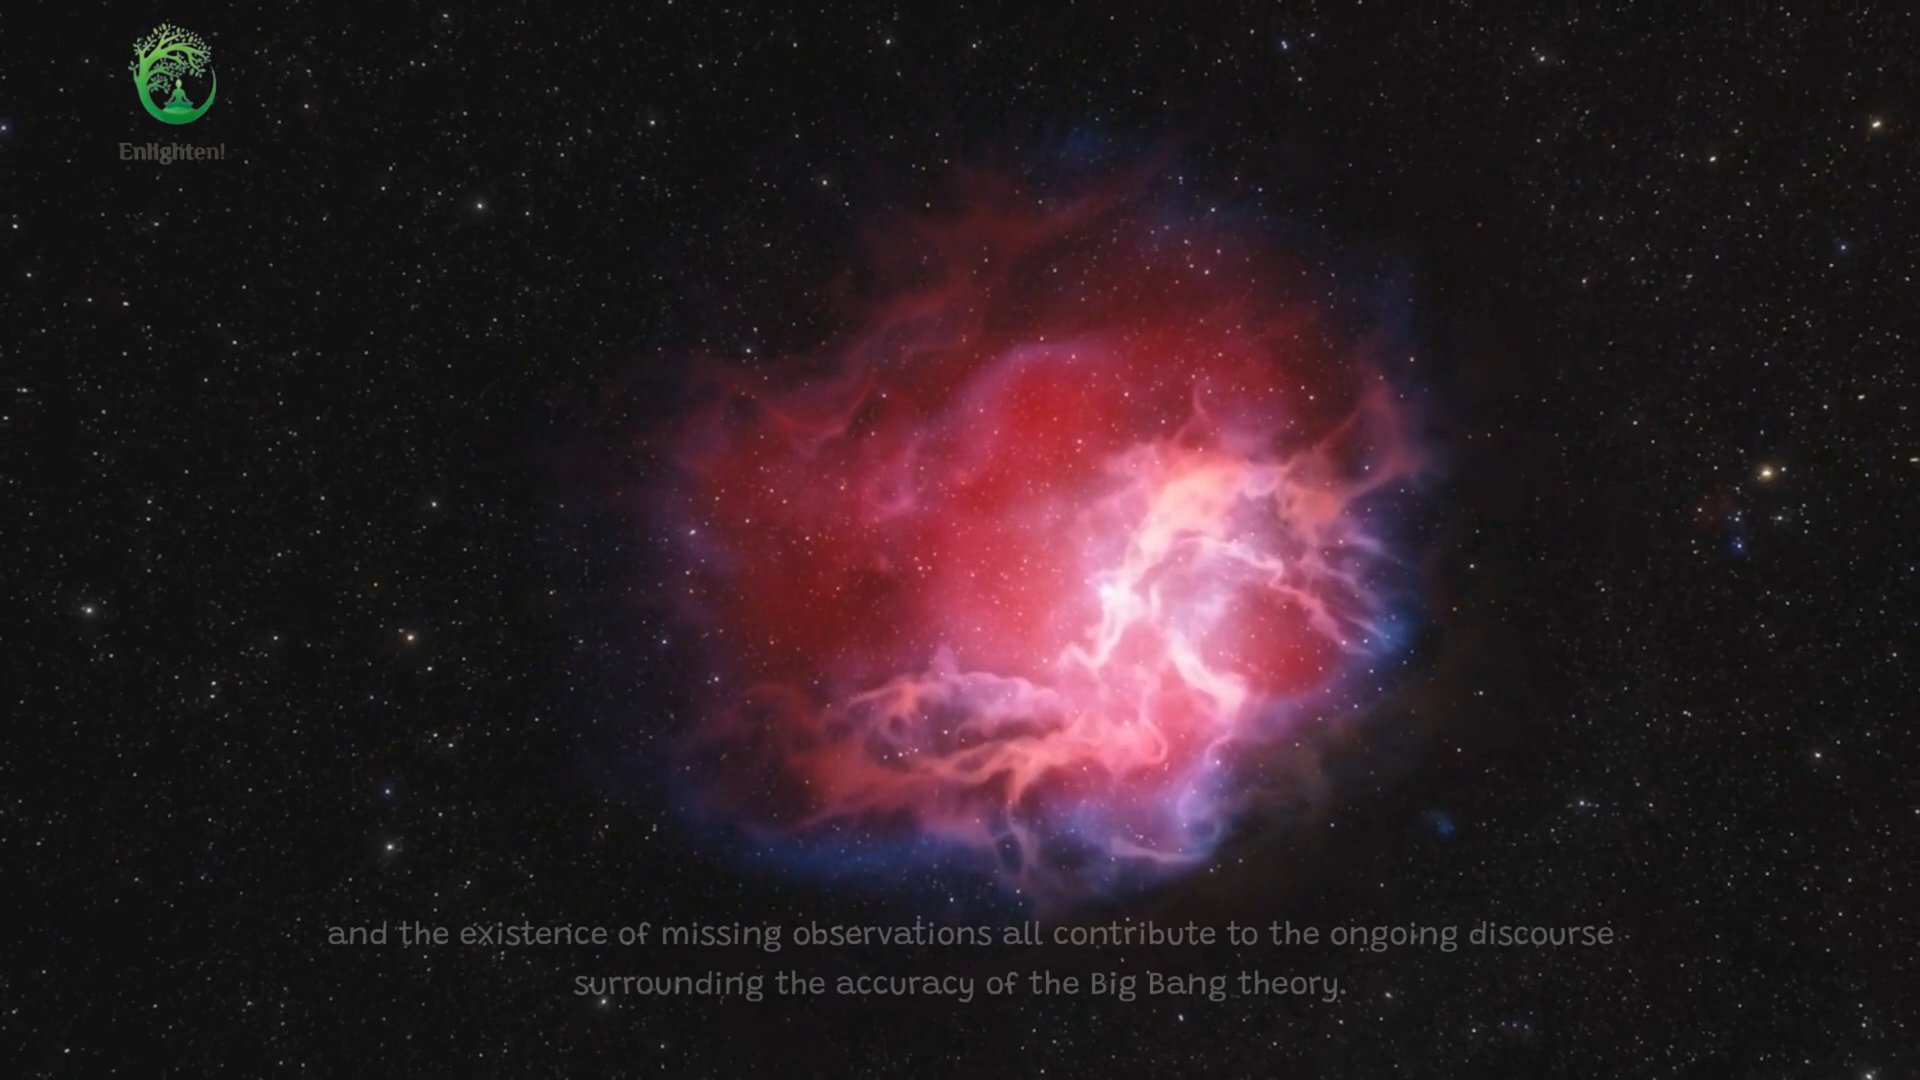 Enlighten!
and the existence of missing observations all contribute to the ongoing discourse
surrounding the accuracy of the Big Bang theory.